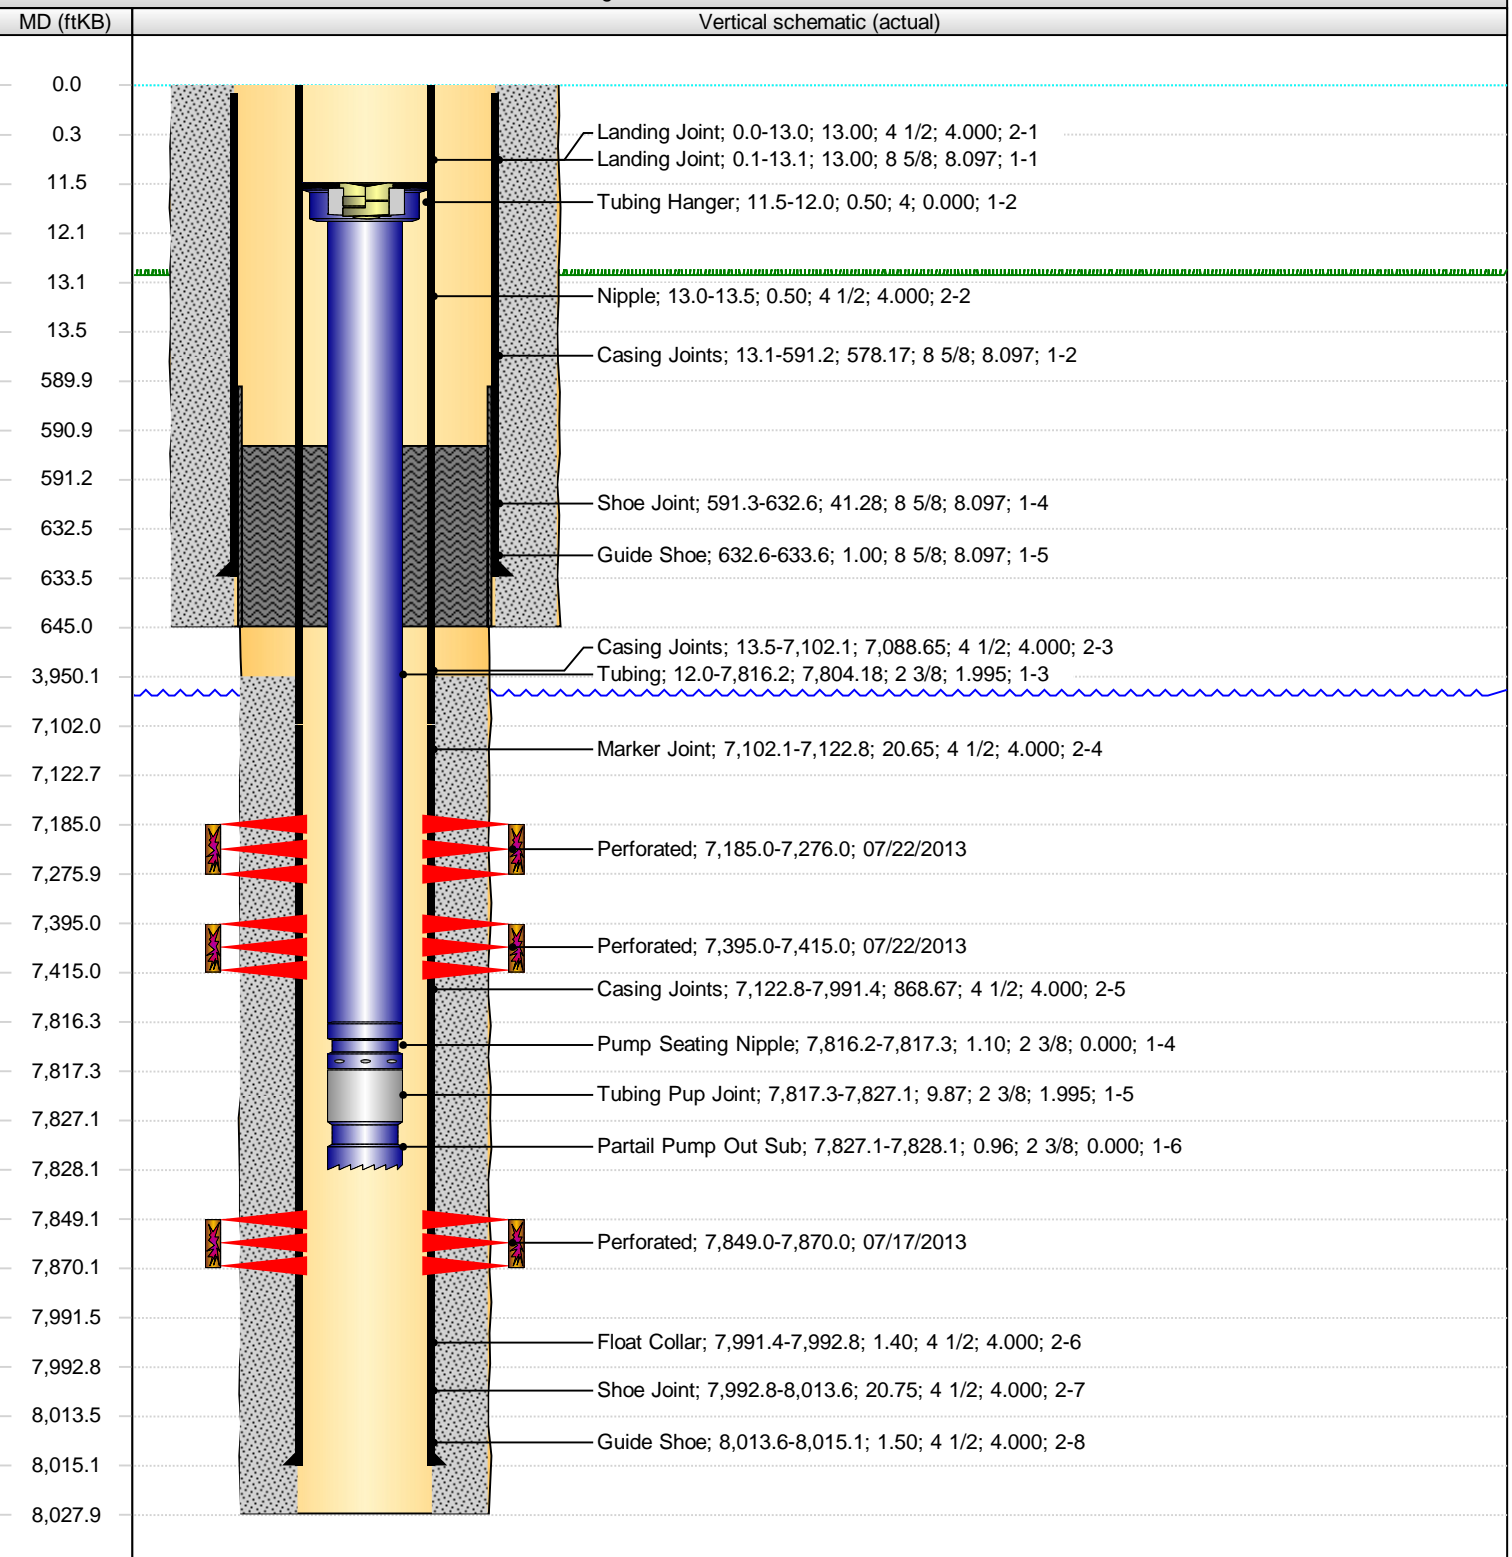 MD (ftKB)
Vertical schematic (actual)
0.0
0.3
11.5
12.1
13.1
13.5
589.9
590.9
591.2
632.5
633.5
645.0
3,950.1
7,102.0
7,122.7
7,185.0
7,275.9
7,395.0
7,415.0
7,816.3
7,817.3
7,827.1
7,828.1
7,849.1
7,870.1
7,991.5
7,992.8
8,013.5
8,015.1
8,027.9
Landing Joint; 0.0-13.0; 13.00; 4 1/2; 4.000; 2-1
Landing Joint; 0.1-13.1; 13.00; 8 5/8; 8.097; 1-1
Tubing Hanger; 11.5-12.0; 0.50; 4; 0.000; 1-2
Nipple; 13.0-13.5; 0.50; 4 1/2; 4.000; 2-2
Casing Joints; 13.1-591.2; 578.17; 8 5/8; 8.097; 1-2
Shoe Joint; 591.3-632.6; 41.28; 8 5/8; 8.097; 1-4
Guide Shoe; 632.6-633.6; 1.00; 8 5/8; 8.097; 1-5
Casing Joints; 13.5-7,102.1; 7,088.65; 4 1/2; 4.000; 2-3
Tubing; 12.0-7,816.2; 7,804.18; 2 3/8; 1.995; 1-3
Marker Joint; 7,102.1-7,122.8; 20.65; 4 1/2; 4.000; 2-4
Perforated; 7,185.0-7,276.0; 07/22/2013
Perforated; 7,395.0-7,415.0; 07/22/2013
Casing Joints; 7,122.8-7,991.4; 868.67; 4 1/2; 4.000; 2-5
Pump Seating Nipple; 7,816.2-7,817.3; 1.10; 2 3/8; 0.000; 1-4
Tubing Pup Joint; 7,817.3-7,827.1; 9.87; 2 3/8; 1.995; 1-5
Partail Pump Out Sub; 7,827.1-7,828.1; 0.96; 2 3/8; 0.000; 1-6
Perforated; 7,849.0-7,870.0; 07/17/2013
Float Collar; 7,991.4-7,992.8; 1.40; 4 1/2; 4.000; 2-6
Shoe Joint; 7,992.8-8,013.6; 20.75; 4 1/2; 4.000; 2-7
Guide Shoe; 8,013.6-8,015.1; 1.50; 4 1/2; 4.000; 2-8